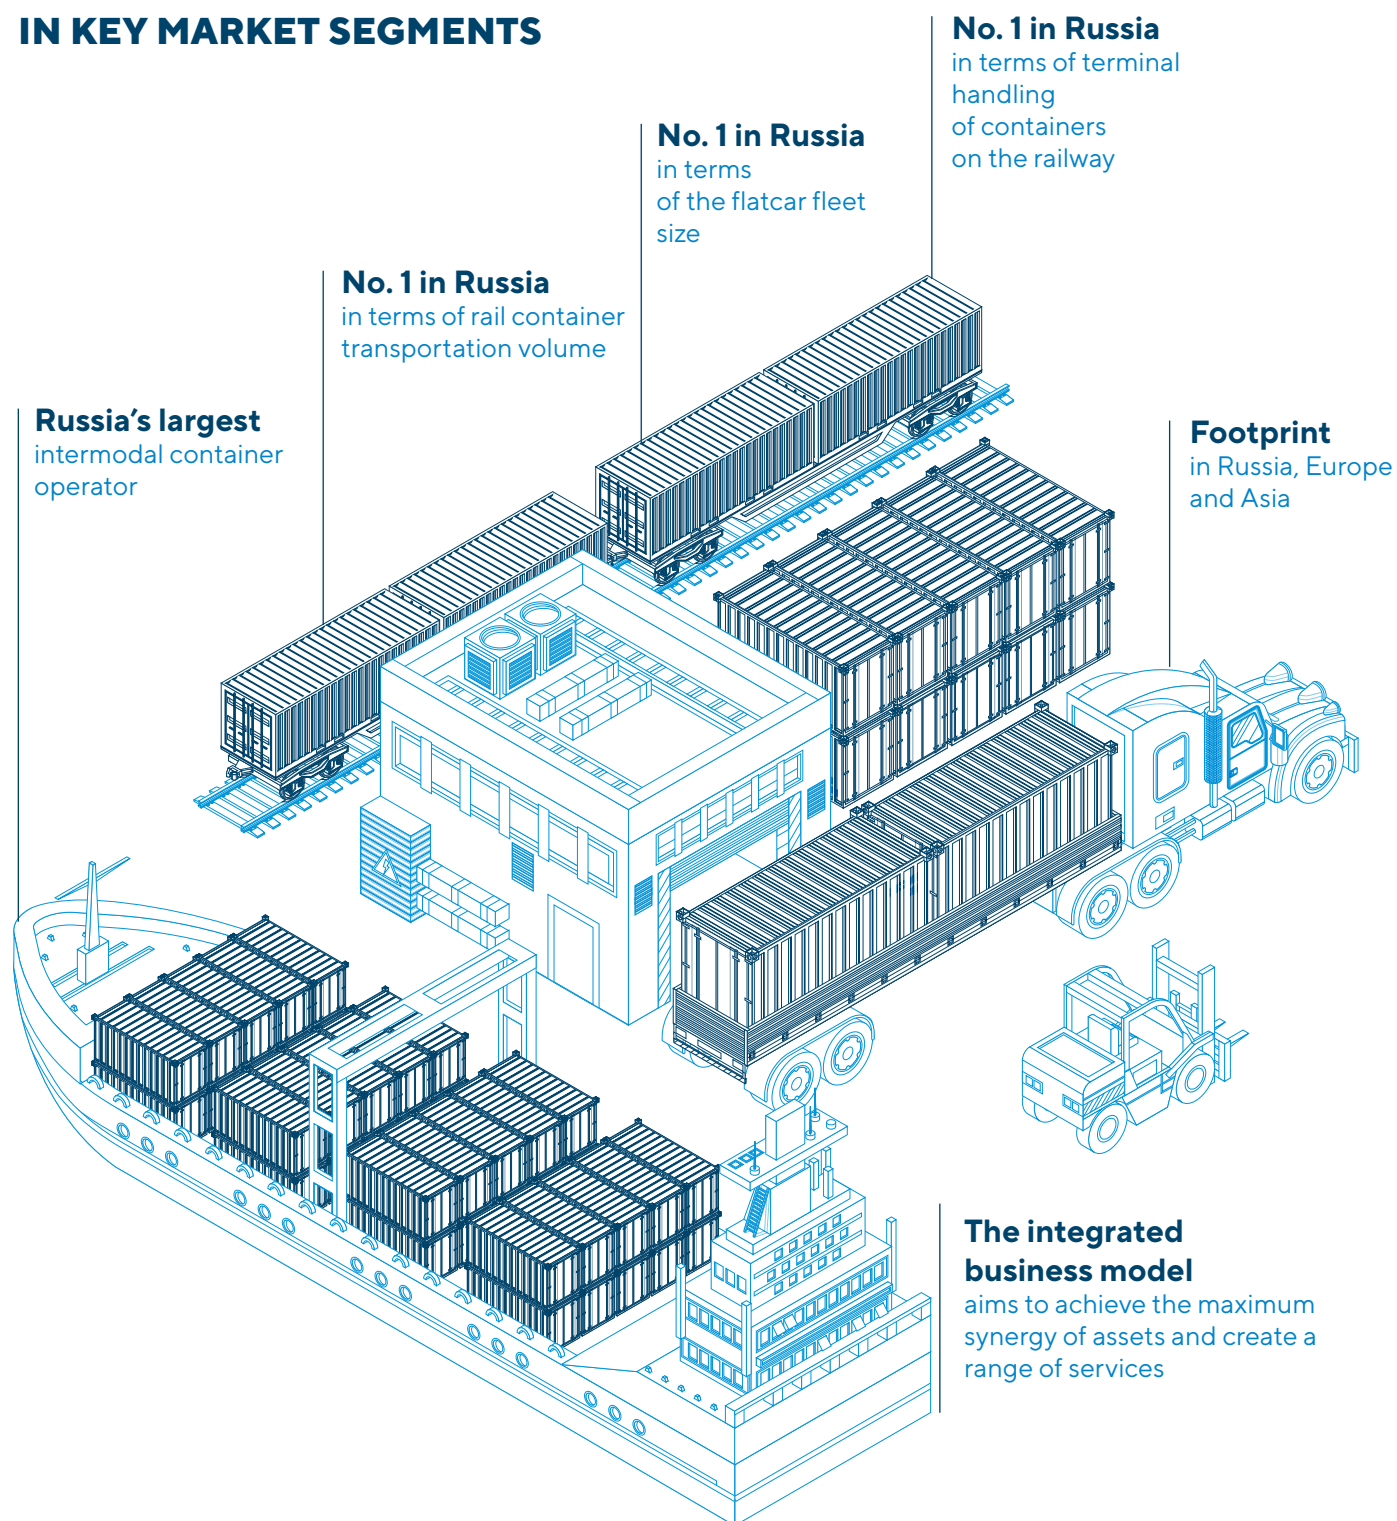 IN KEY MARKET SEGMENTS
No. 1 in Russia
in terms of terminal
handling
of containers
on the railway
No. 1 in Russia
in terms
of the flatcar fleet
size
No. 1 in Russia
in terms of rail container
transportation volume
Russia’s largest
intermodal container
operator
Footprint
in Russia, Europe
and Asia
The integrated
business model
aims to achieve the maximum
synergy of assets and create a
range of services